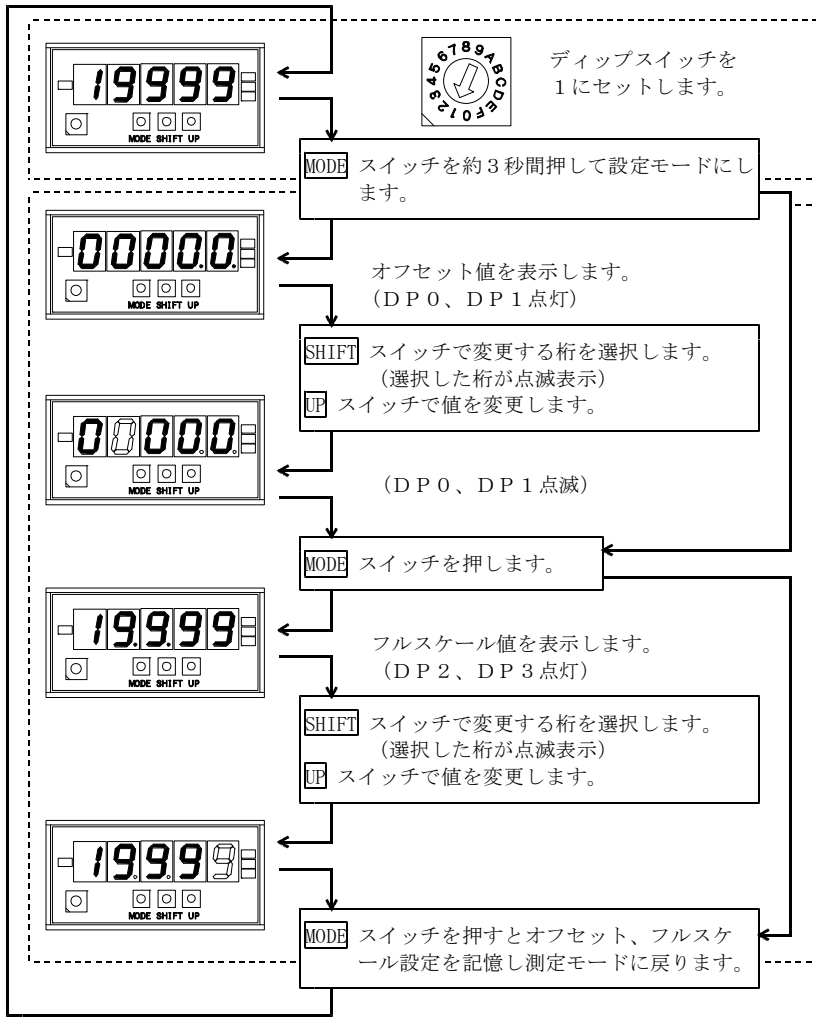 19999
MODE SHIFT UP
456789ABCDEF0123
ディップスイッチを
１にセットします。
MODE スイッチを約３秒間押して設定モードにし
ます。
0000.0.
MODE SHIFT UP
オフセット値を表示します。
（ＤＰ０、ＤＰ１点灯）
SHIFT スイッチで変更する桁を選択します。
（選択した桁が点滅表示）
UP スイッチで値を変更します。
0000.0.
MODE SHIFT UP
（ＤＰ０、ＤＰ１点滅）
MODE スイッチを押します。
19.9.99
MODE SHIFT UP
フルスケール値を表示します。
（ＤＰ２、ＤＰ３点灯）
SHIFT スイッチで変更する桁を選択します。
（選択した桁が点滅表示）
UP スイッチで値を変更します。
19.9.99
MODE SHIFT UP
MODE スイッチを押すとオフセット、フルスケ
ール設定を記憶し測定モードに戻ります。